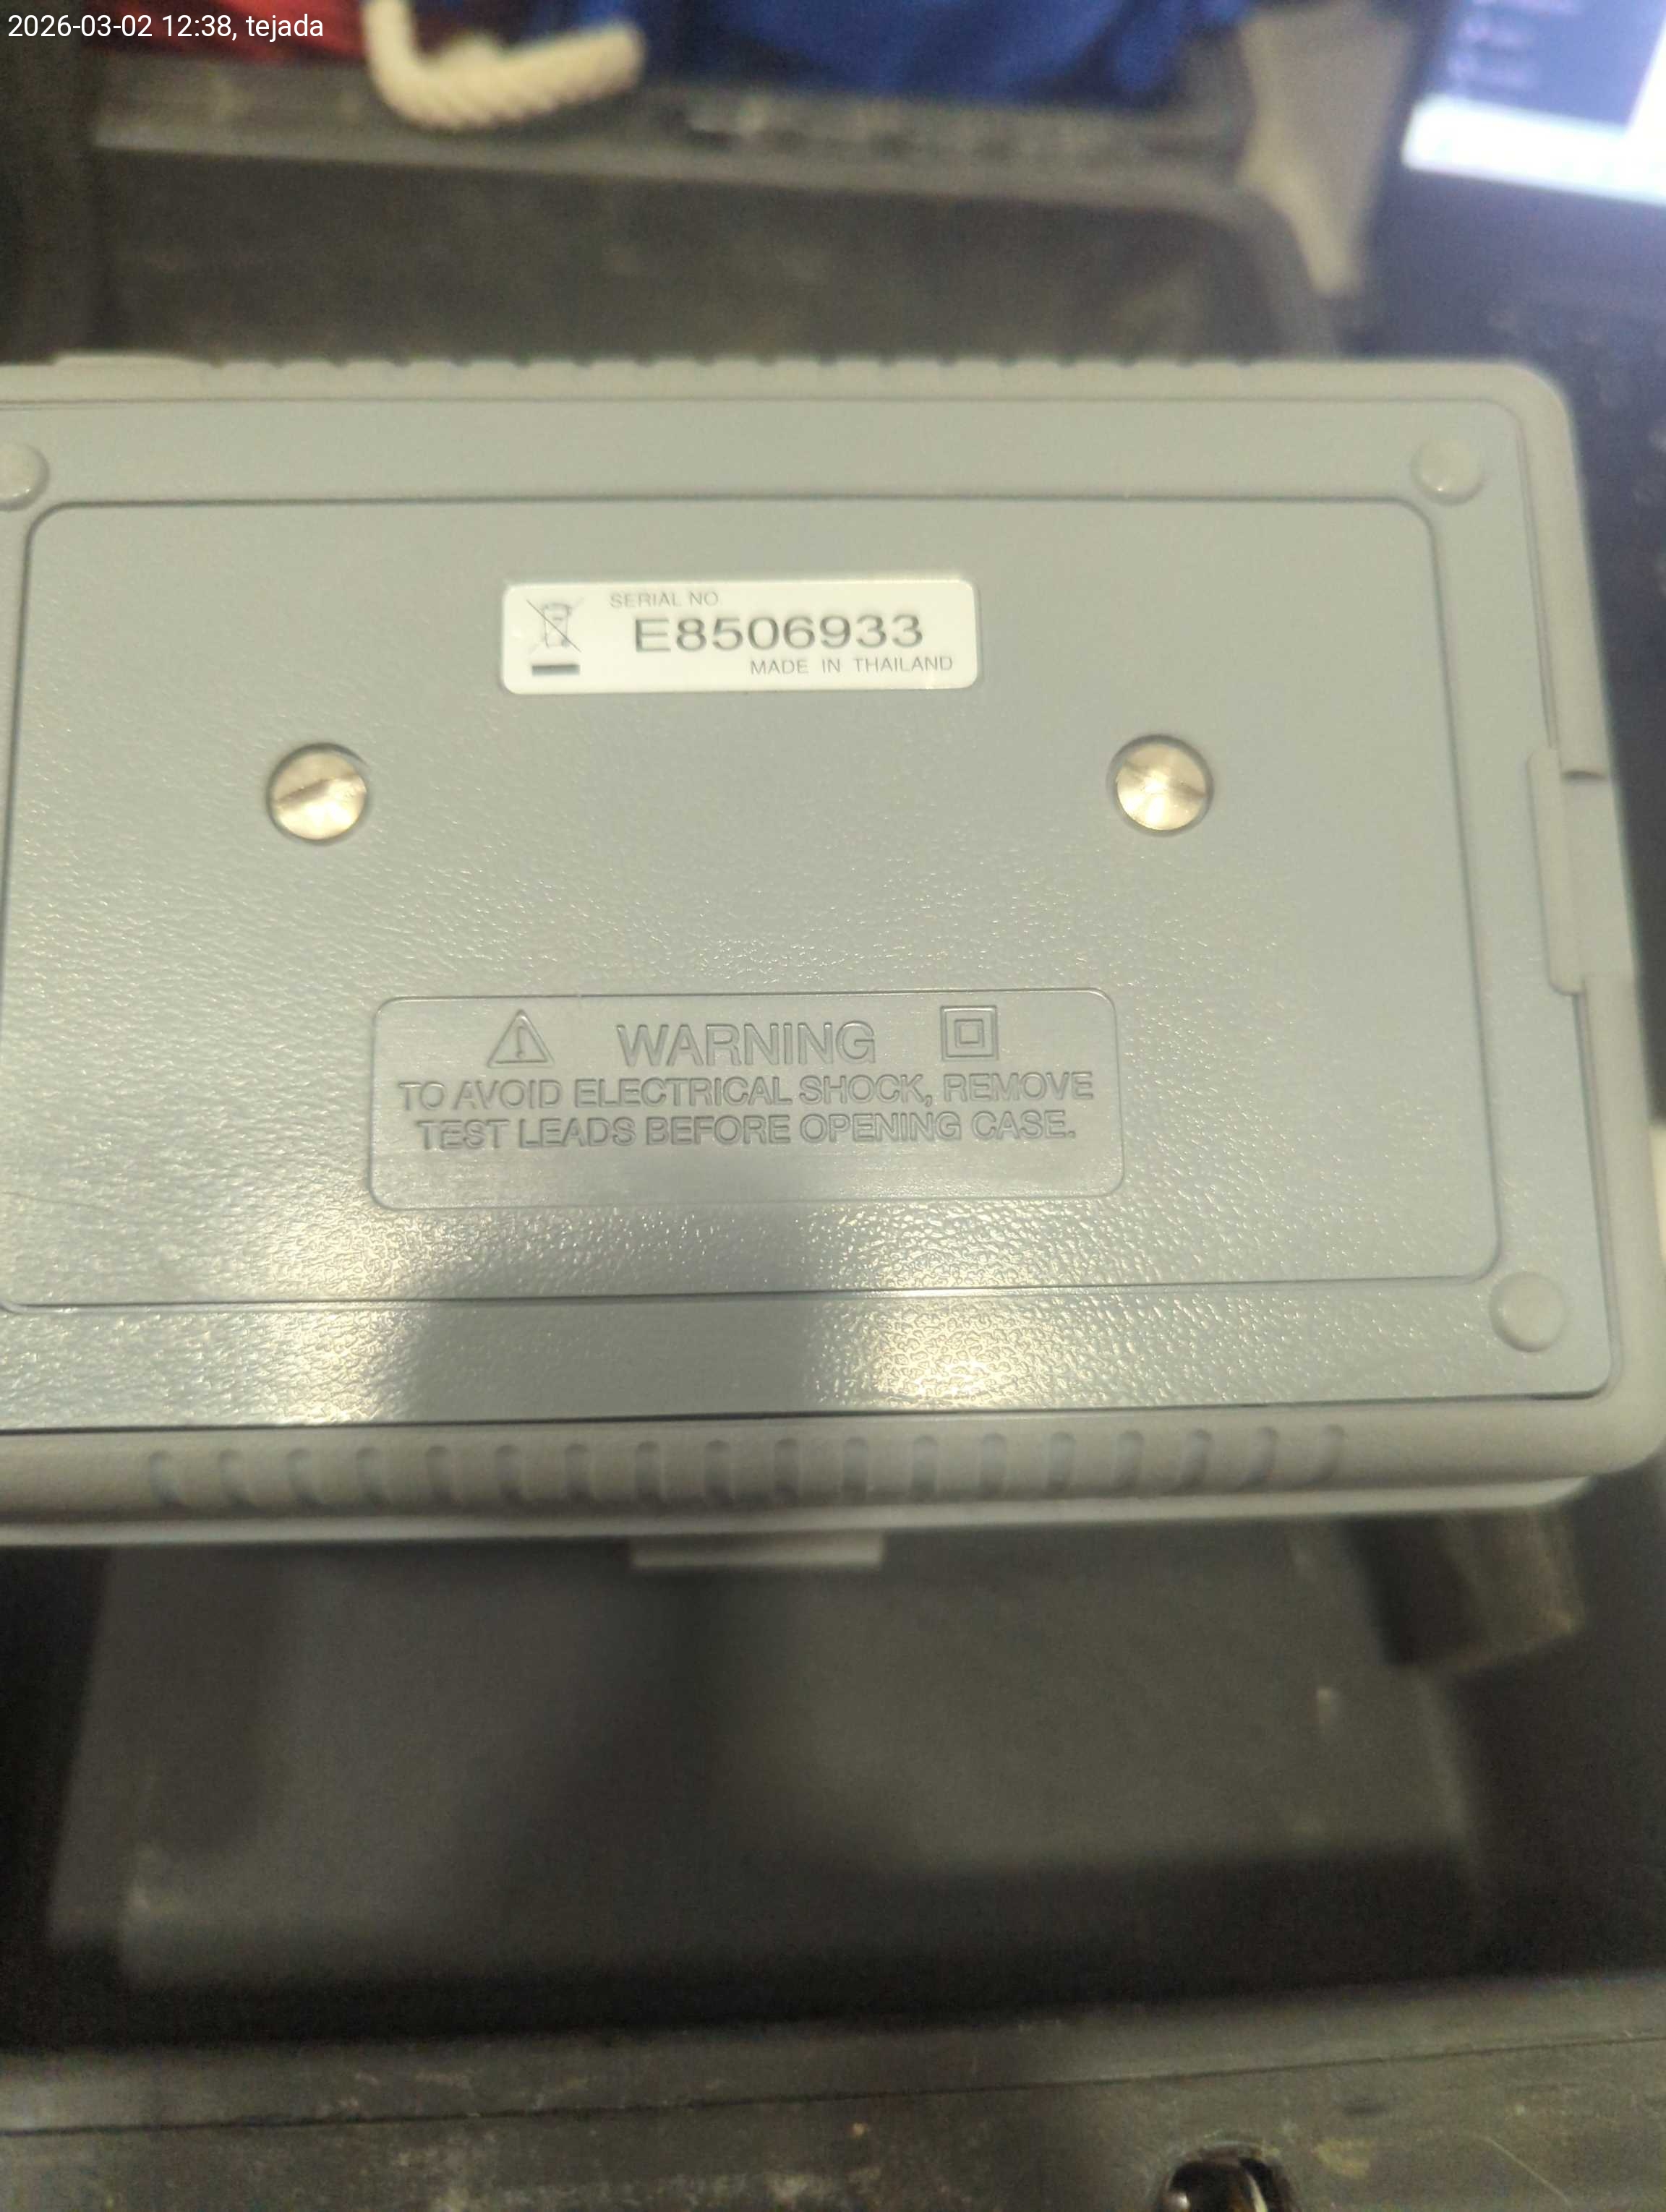 2026-03-02 12:38, tejada
SERIAL NO.
E8506933
MADE IN THAILAND
WARNING
TO AVOID ELECTRICAL SHOCK, REMOVE
TEST LEADS BEFORE OPENING CASE.